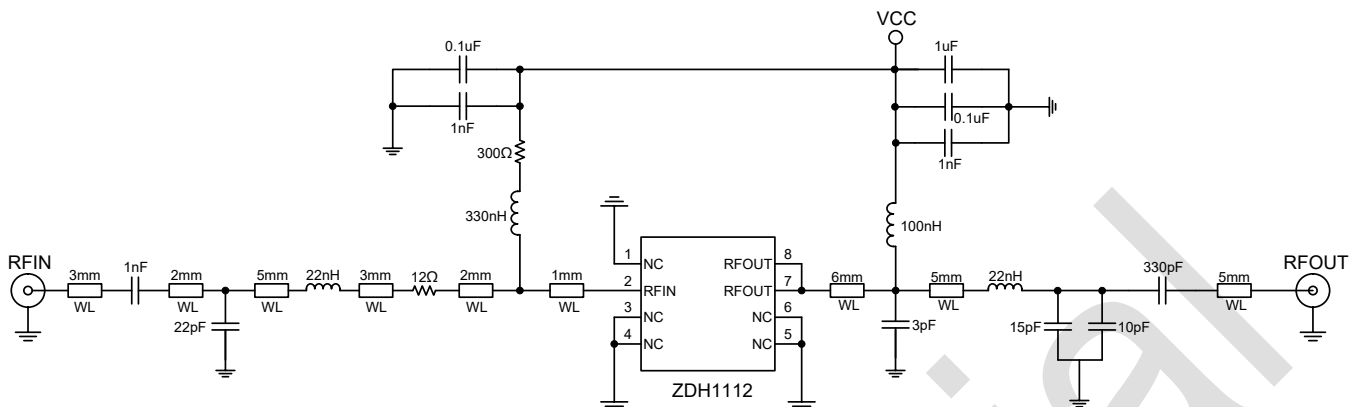 VCC
0.1uF
1uF
1nF
0.1uF
1nF
300Ω
330nH
100nH
RFIN
3mm
WL
1nF
2mm
WL
22pF
5mm
WL
22nH
3mm
WL
12Ω
2mm
WL
1mm
WL
1
NC
2
RFIN
3
NC
4
NC
8
RFOUT
7
RFOUT
6
NC
5
NC
ZDH1112
6mm
WL
3pF
5mm
WL
22nH
15pF
10pF
330pF
5mm
WL
RFOUT